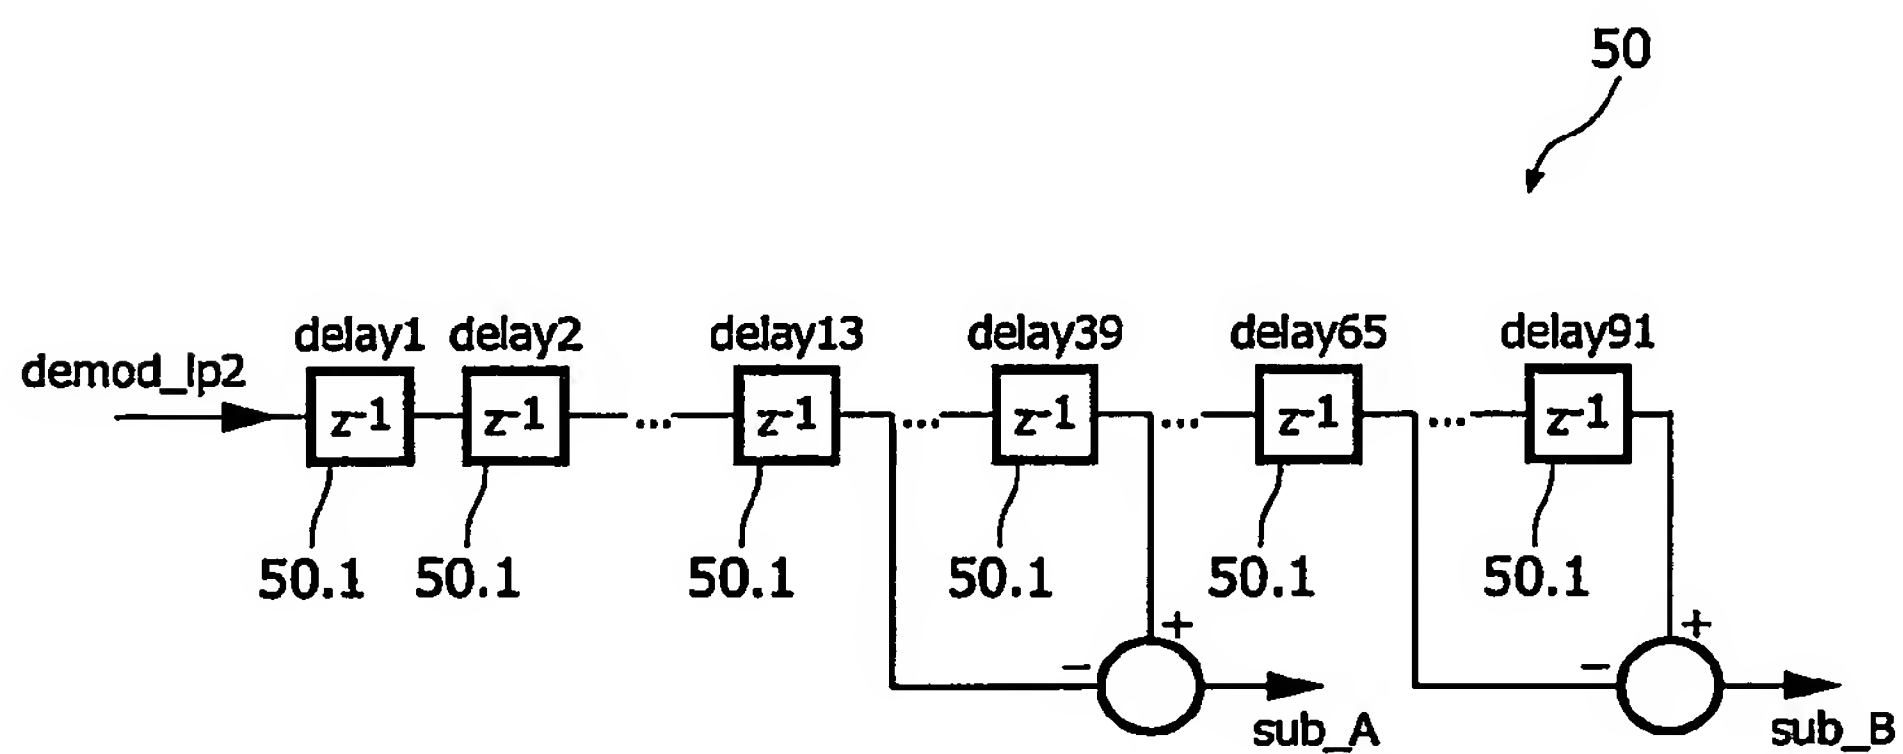 50
delay1 delay2 delay13 delay39 delay65 delay91
demod_lp2
z-1 z-1 ... z-1 ... z-1 ... z-1 ... z-1
50.1 50.1 50.1 50.1 50.1 50.1
+ +
− −
sub_A sub_B